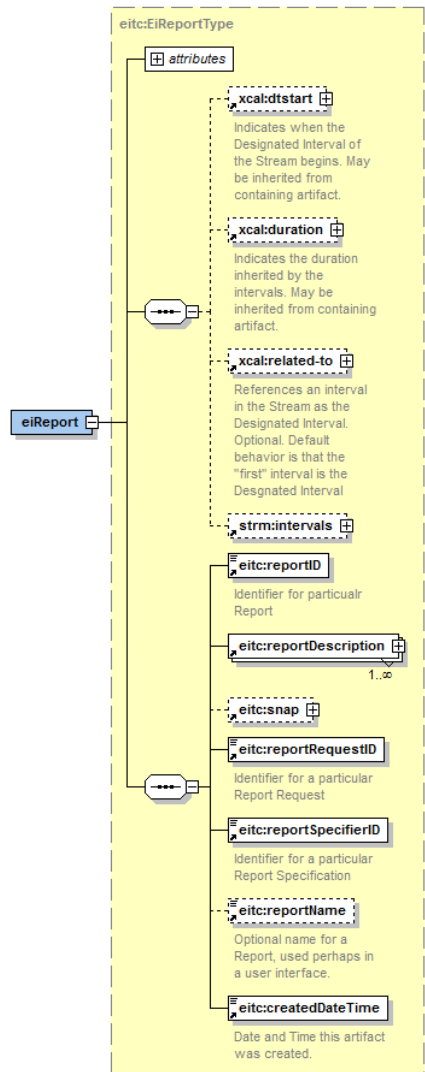 eitc:EiReportType
attributes
xcal:dtstart
Indicates when the
Designated Interval of
the Stream begins. May
be inherited from
containing artifact.
xcal:duration
Indicates the duration
inherited by the
intervals. May be
inherited from containing
artifact.
xcal:related-to
References an interval
in the Stream as the
Designated Interval.
Optional. Default
behavior is that the
"first" interval is the
Desgnated Interval
eiReport
strm:intervals
eitc:reportID
Identifier for particualr
Report
eitc:reportDescription
1..∞
eitc:snap
eitc:reportRequestID
Identifier for a particular
Report Request
eitc:reportSpecifierID
Identifier for a particular
Report Specification
eitc:reportName
Optional name for a
Report, used perhaps in
a user interface.
eitc:createdDateTime
Date and Time this artifact
was created.